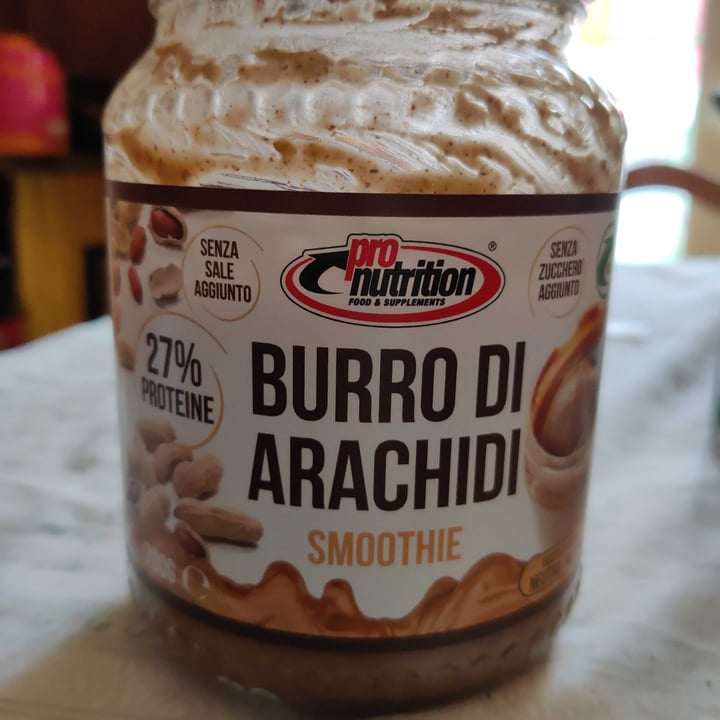 SENZA
SALE
AGGIUNTO
pro
nutrition
®
FOOD & SUPPLEMENTS
SENZA
ZUCCHERO
AGGIUNTO
27%
PROTEINE
BURRO DI
ARACHIDI
SMOOTHIE